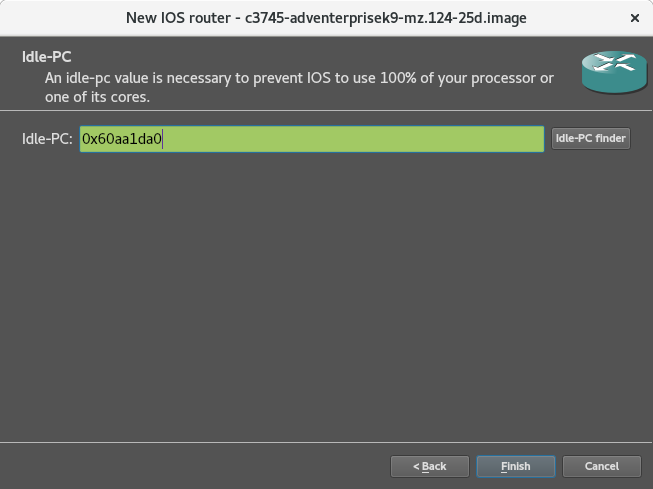 New IOS router - c3745-adventerprisek9-mz.124-25d.image
Idle-PC
An idle-pc value is necessary to prevent IOS to use 100% of your processor or
one of its cores.
Idle-PC: 0x60aa1da0 Idle-PC finder
< Back Finish Cancel